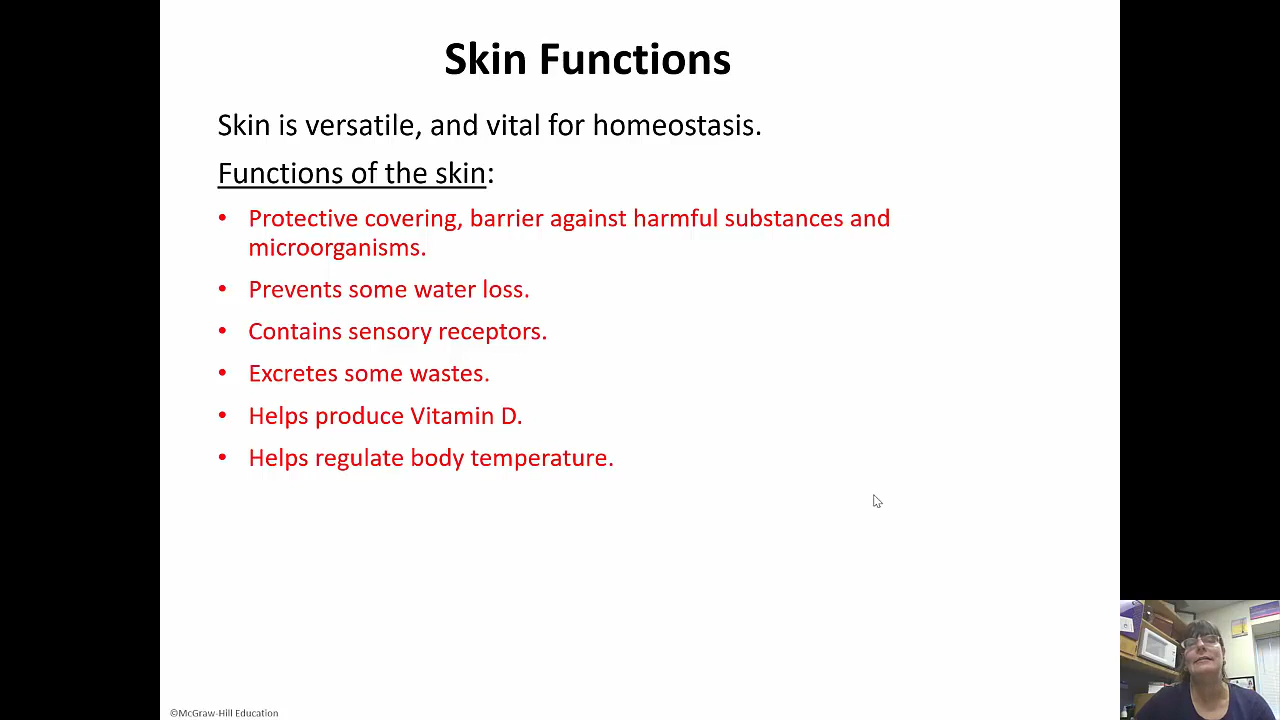 Skin Functions
Skin is versatile, and vital for homeostasis.
Functions of the skin:
• Protective covering, barrier against harmful substances and
microorganisms.
• Prevents some water loss.
• Contains sensory receptors.
• Excretes some wastes.
• Helps produce Vitamin D.
• Helps regulate body temperature.
©McGraw-Hill Education